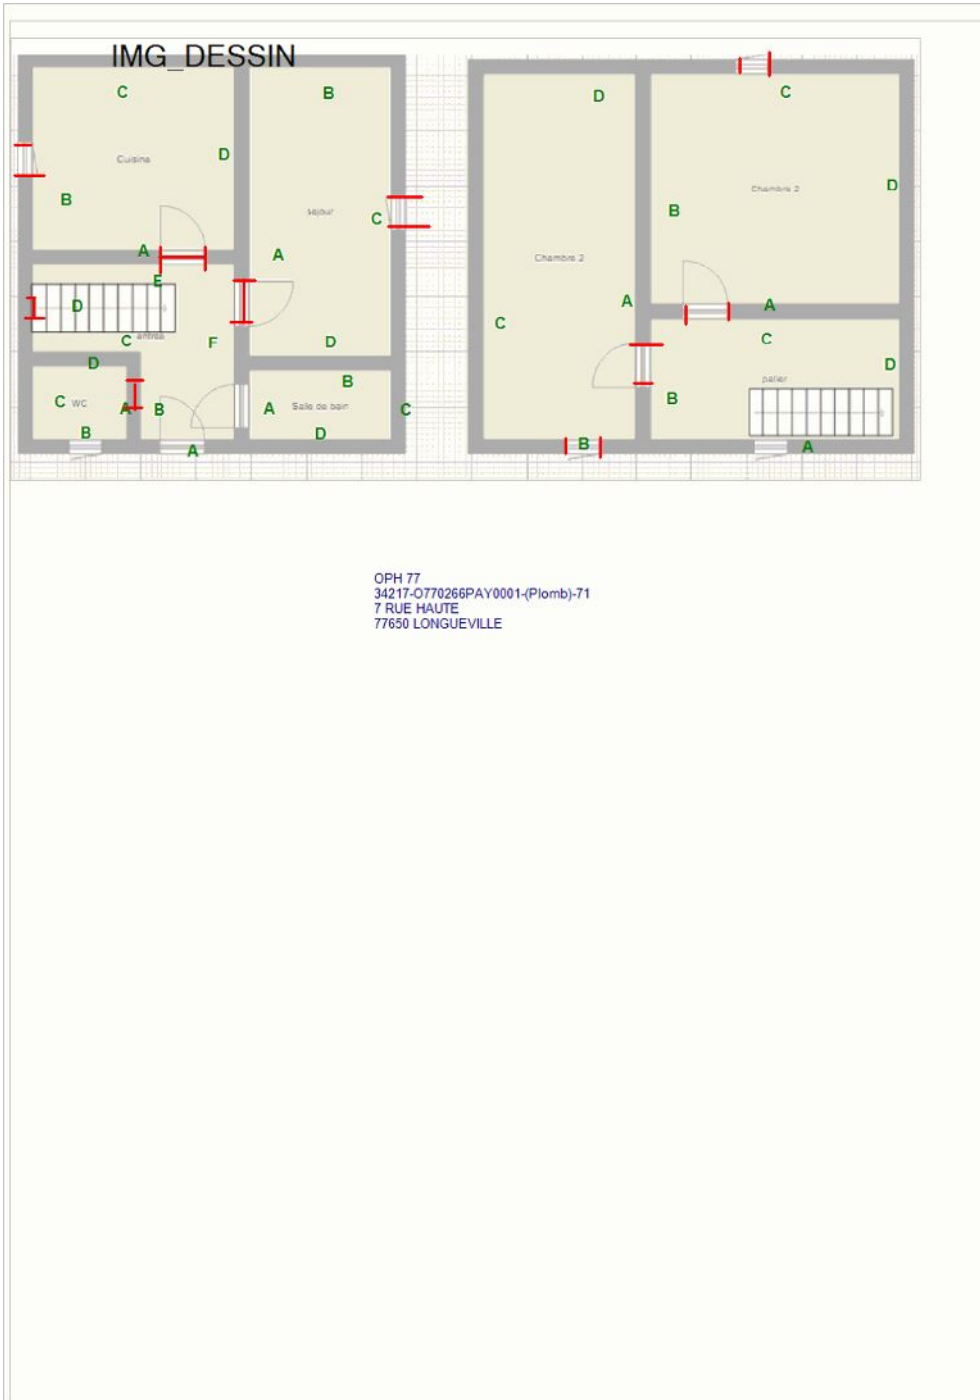 IMG_DESSIN
C
B
Cuisine
D
B
séjour
C
A
A
E
D
C
entrée
F
D
D
C
WC
A
B
B
A
B
A
Salle de bain
C
D
D
C
Chambre 2
D
B
Chambre 2
A
A
C
C
D
palier
B
B
A
OPH 77
34217-O770266PAY0001-(Plomb)-71
7 RUE HAUTE
77650 LONGUEVILLE